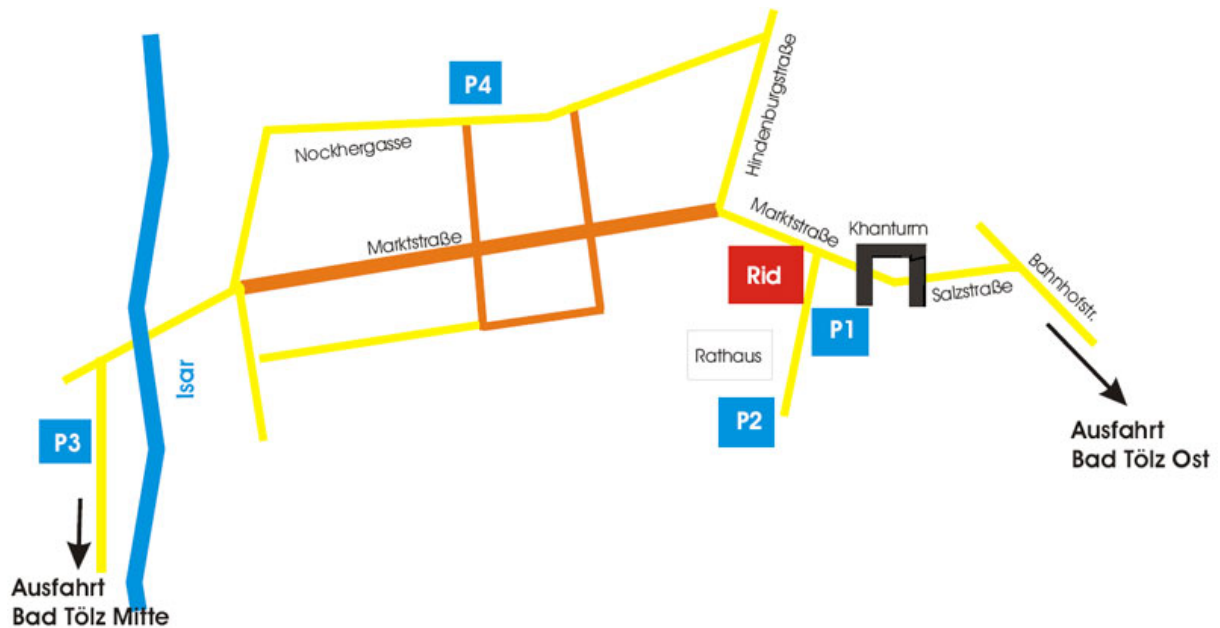 P4
Hindenburgstraße
Nockhergasse
Marktstraße
Marktstraße
Khanturm
Rid
Salzstraße
Bahnhofstr.
P1
Rathaus
Isar
P2
P3
Ausfahrt
Bad Tölz Ost
Ausfahrt
Bad Tölz Mitte